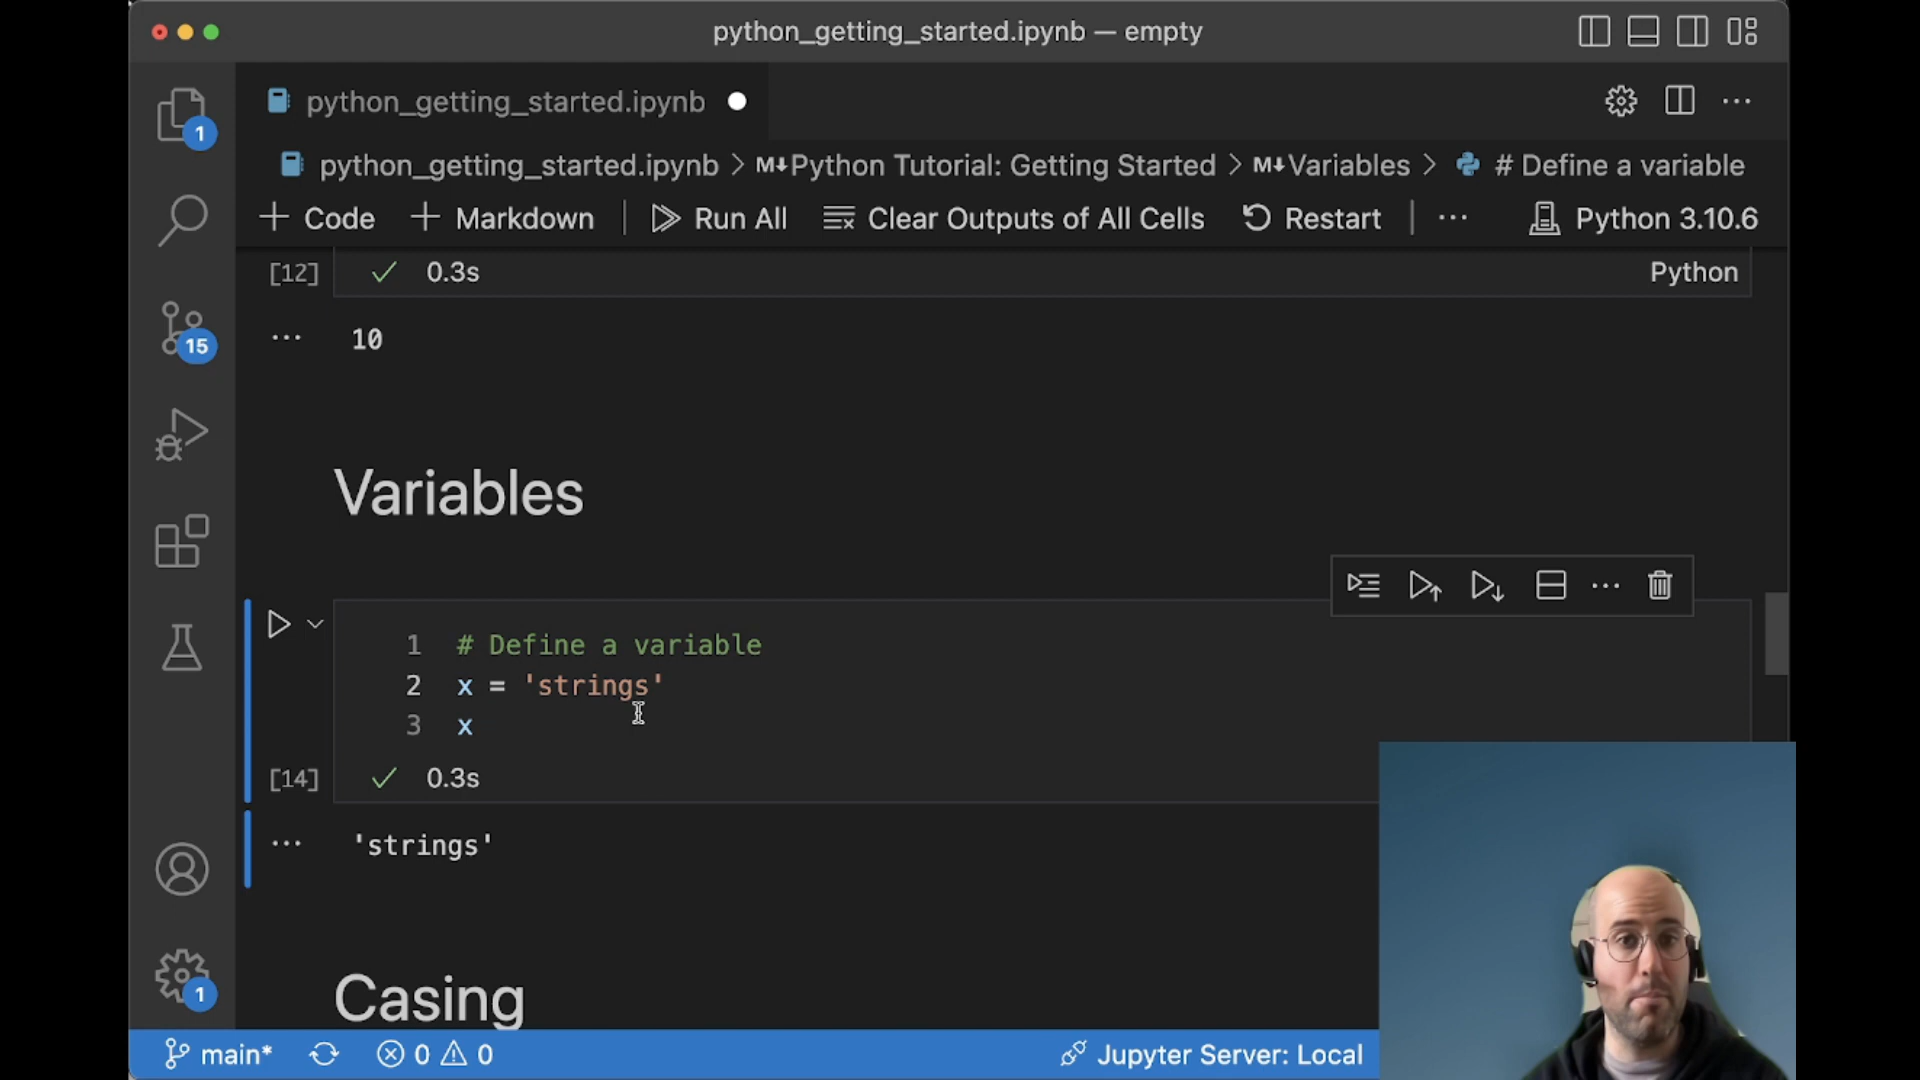 python_getting_started.ipynb — empty
python_getting_started.ipynb
python_getting_started.ipynb > M↓Python Tutorial: Getting Started > M↓Variables > # Define a variable
+ Code + Markdown Run All Clear Outputs of All Cells Restart ··· Python 3.10.6
[12] ✓ 0.3s Python
··· 10
Variables
1 # Define a variable
2 x = 'strings'
3 x
[14] ✓ 0.3s
··· 'strings'
Casing
main* 0 0 Jupyter Server: Local
1
15
1